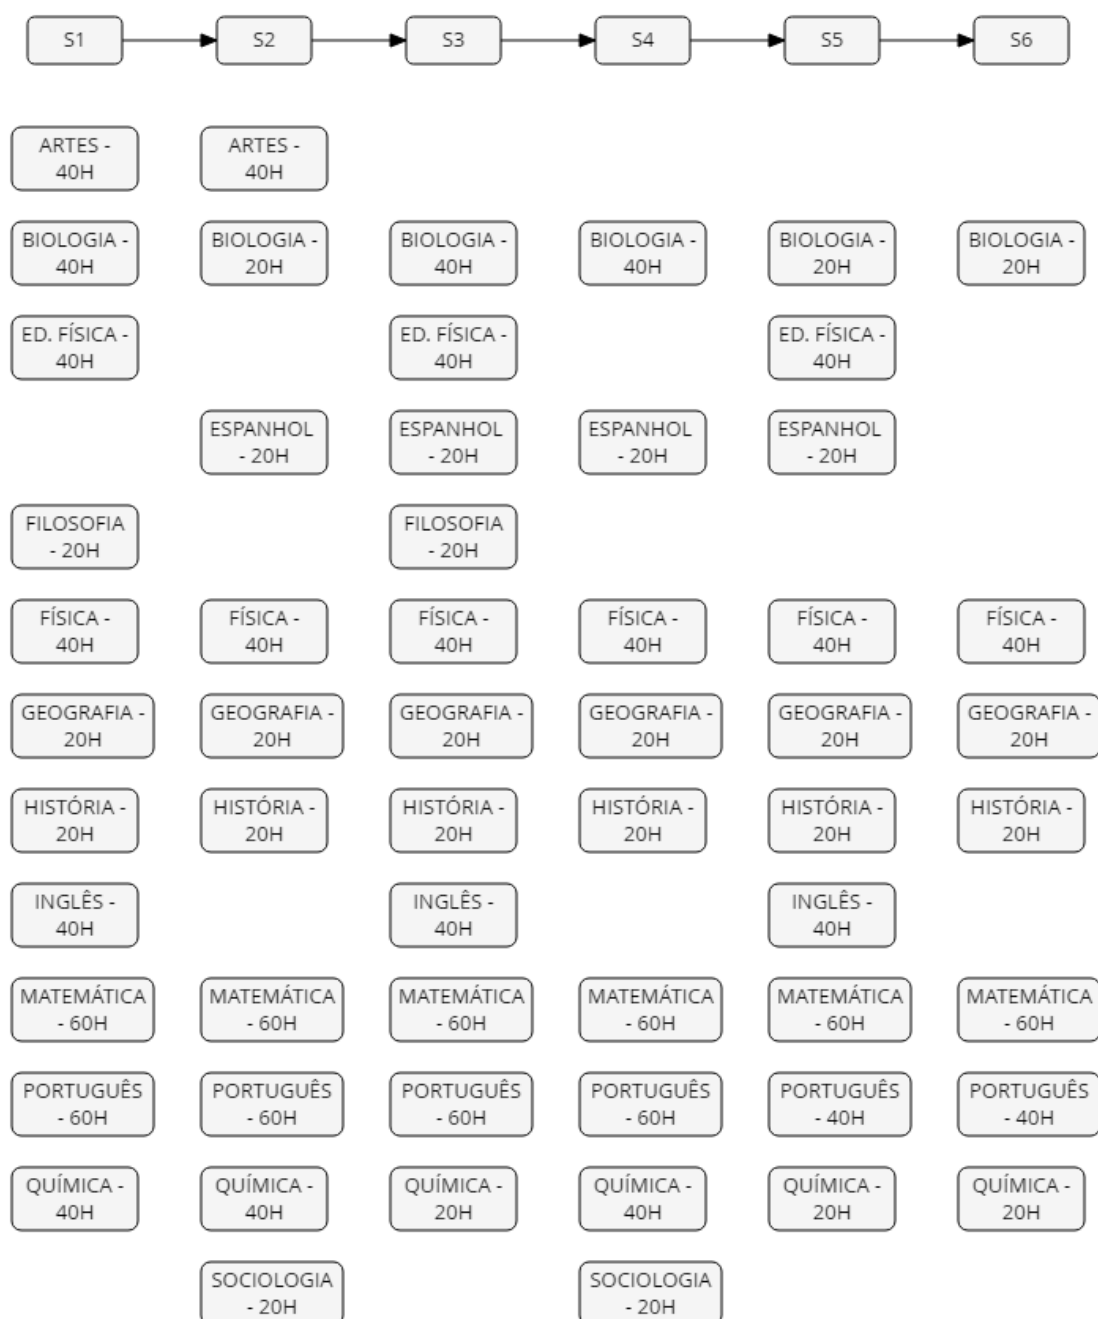 S1
S2
S3
S4
S5
S6
ARTES -
40H
ARTES -
40H
BIOLOGIA -
40H
BIOLOGIA -
20H
BIOLOGIA -
40H
BIOLOGIA -
40H
BIOLOGIA -
20H
BIOLOGIA -
20H
ED. FÍSICA -
40H
ED. FÍSICA -
40H
ED. FÍSICA -
40H
ESPANHOL
- 20H
ESPANHOL
- 20H
ESPANHOL
- 20H
ESPANHOL
- 20H
FILOSOFIA
- 20H
FILOSOFIA
- 20H
FÍSICA -
40H
FÍSICA -
40H
FÍSICA -
40H
FÍSICA -
40H
FÍSICA -
40H
FÍSICA -
40H
GEOGRAFIA -
20H
GEOGRAFIA -
20H
GEOGRAFIA -
20H
GEOGRAFIA -
20H
GEOGRAFIA -
20H
GEOGRAFIA -
20H
HISTÓRIA -
20H
HISTÓRIA -
20H
HISTÓRIA -
20H
HISTÓRIA -
20H
HISTÓRIA -
20H
HISTÓRIA -
20H
INGLÊS -
40H
INGLÊS -
40H
INGLÊS -
40H
MATEMÁTICA
- 60H
MATEMÁTICA
- 60H
MATEMÁTICA
- 60H
MATEMÁTICA
- 60H
MATEMÁTICA
- 60H
MATEMÁTICA
- 60H
PORTUGUÊS
- 60H
PORTUGUÊS
- 60H
PORTUGUÊS
- 60H
PORTUGUÊS
- 60H
PORTUGUÊS
- 40H
PORTUGUÊS
- 40H
QUÍMICA -
40H
QUÍMICA -
40H
QUÍMICA -
20H
QUÍMICA -
40H
QUÍMICA -
20H
QUÍMICA -
20H
SOCIOLOGIA
- 20H
SOCIOLOGIA
- 20H